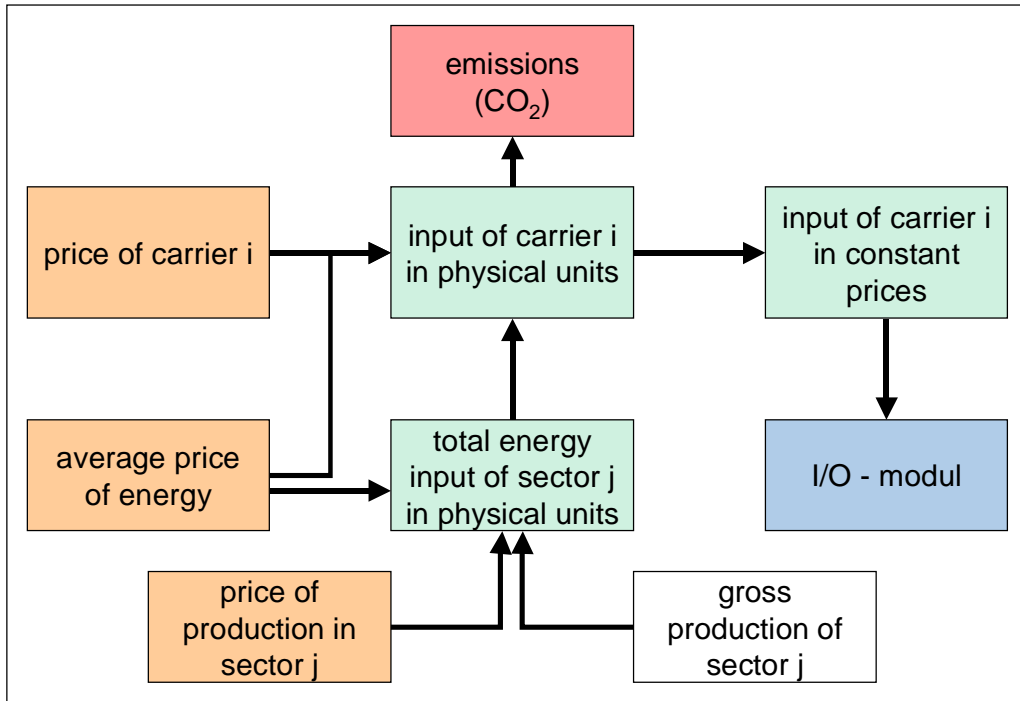 emissions
(CO₂)
price of carrier i
input of carrier i
in physical units
input of carrier i
in constant
prices
average price
of energy
total energy
input of sector j
in physical units
I/O - modul
price of
production in
sector j
gross
production of
sector j